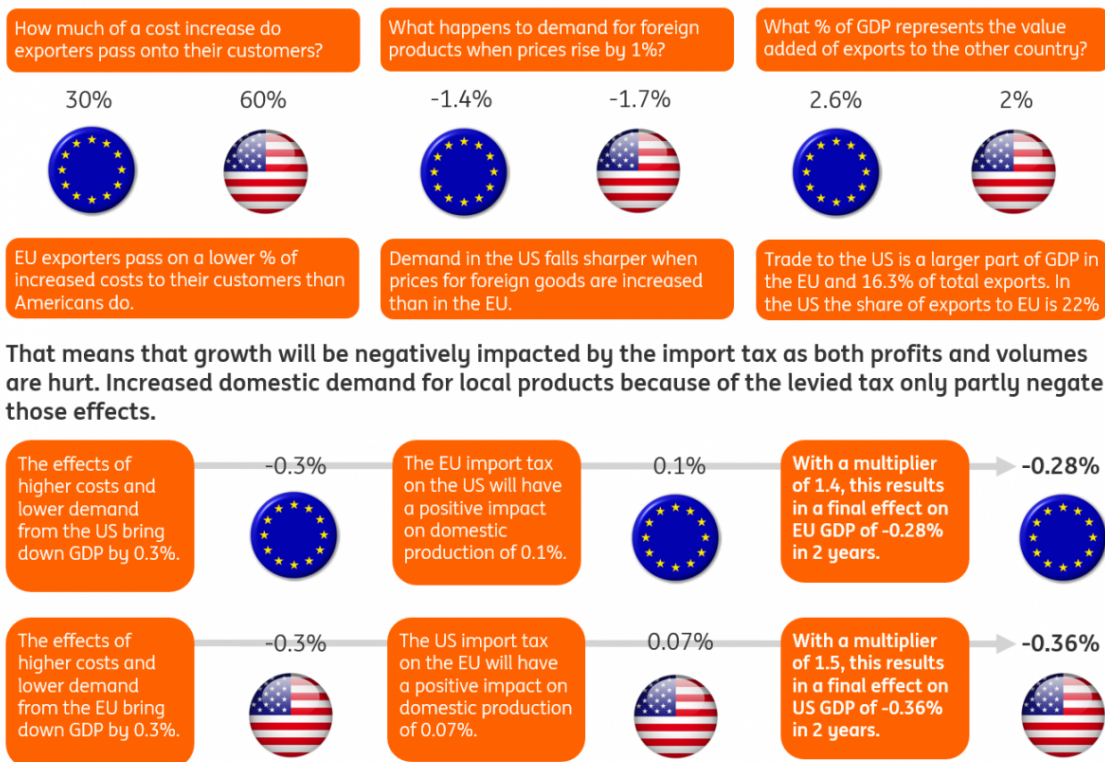 How much of a cost increase do
exporters pass onto their customers?
What happens to demand for foreign
products when prices rise by 1%?
What % of GDP represents the value
added of exports to the other country?
30%
60%
-1.4%
-1.7%
2.6%
2%
EU exporters pass on a lower % of
increased costs to their customers than
Americans do.
Demand in the US falls sharper when
prices for foreign goods are increased
than in the EU.
Trade to the US is a larger part of GDP in
the EU and 16.3% of total exports. In
the US the share of exports to EU is 22%
That means that growth will be negatively impacted by the import tax as both profits and volumes
are hurt. Increased domestic demand for local products because of the levied tax only partly negate
those effects.
The effects of
higher costs and
lower demand
from the US bring
down GDP by 0.3%.
-0.3%
The EU import tax
on the US will have
a positive impact
on domestic
production of 0.1%.
0.1%
With a multiplier
of 1.4, this results
in a final effect on
EU GDP of -0.28%
in 2 years.
-0.28%
The effects of
higher costs and
lower demand
from the EU bring
down GDP by 0.3%.
-0.3%
The US import tax
on the EU will have
a positive impact on
domestic production
of 0.07%.
0.07%
With a multiplier
of 1.5, this results
in a final effect on
US GDP of -0.36%
in 2 years.
-0.36%